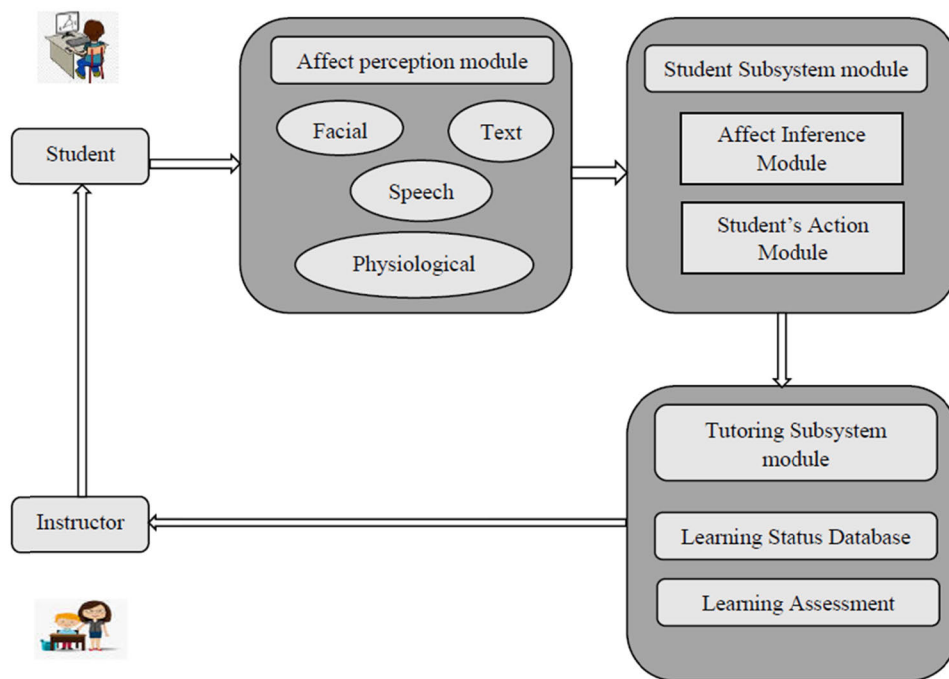 Affect perception module
Facial
Text
Speech
Physiological
Student Subsystem module
Affect Inference
Module
Student’s Action
Module
Student
Tutoring Subsystem
module
Learning Status Database
Learning Assessment
Instructor